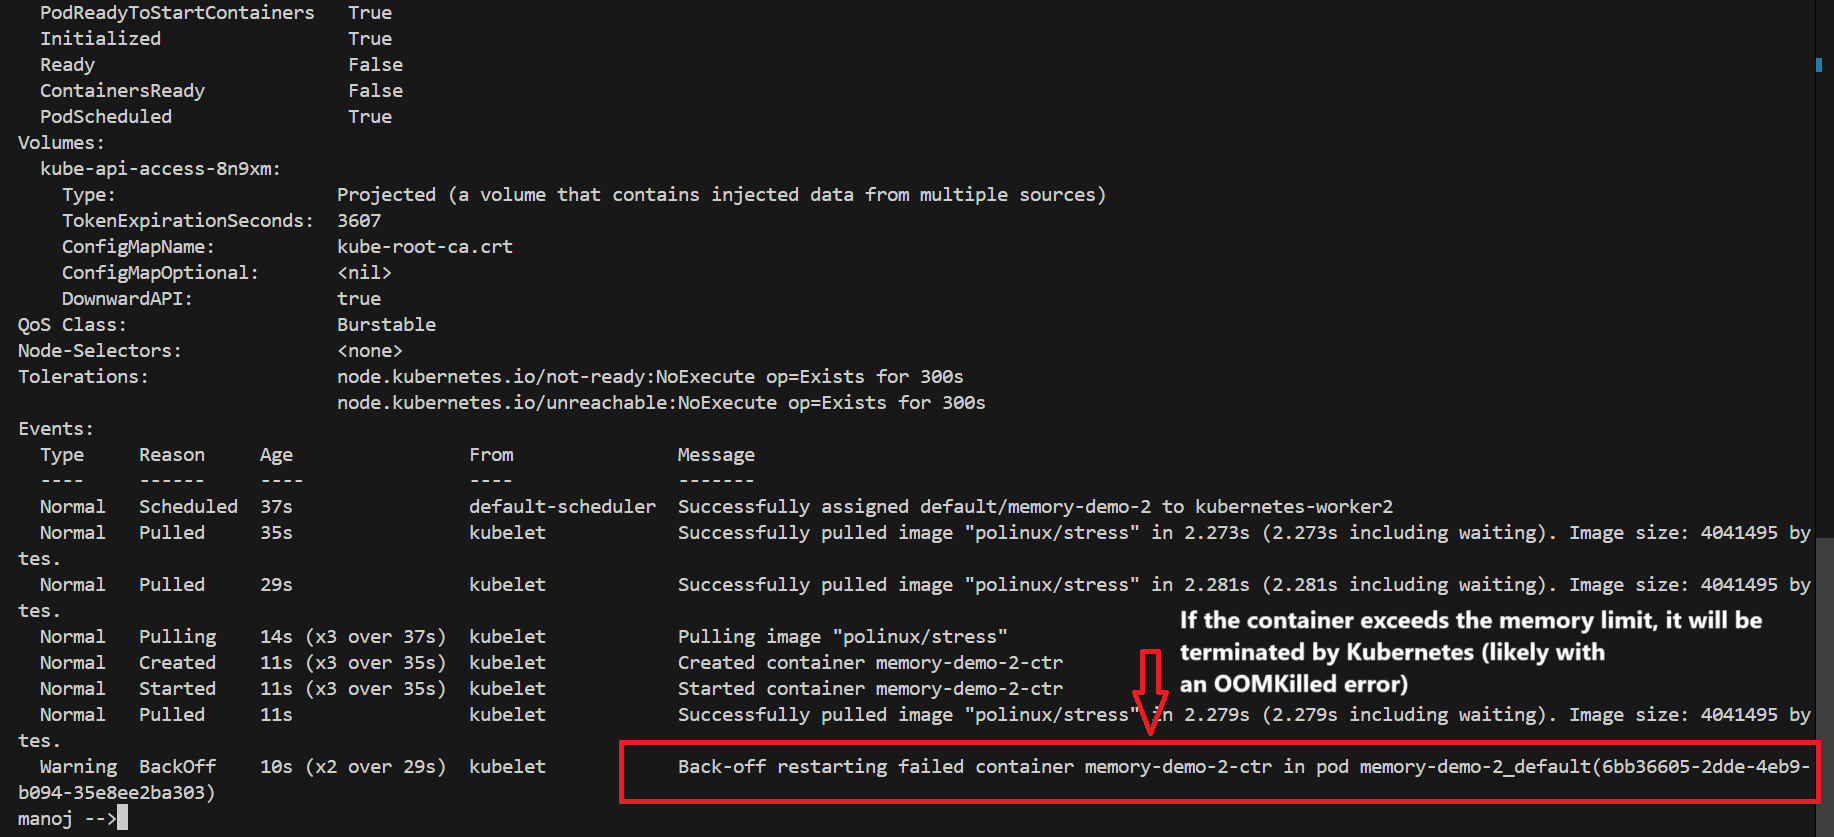 PodReadyToStartContainers   True
Initialized                 True
Ready                       False
ContainersReady             False
PodScheduled                True
Volumes:
kube-api-access-8n9xm:
Type:                    Projected (a volume that contains injected data from multiple sources)
TokenExpirationSeconds:  3607
ConfigMapName:           kube-root-ca.crt
ConfigMapOptional:       <nil>
DownwardAPI:             true
QoS Class:                   Burstable
Node-Selectors:              <none>
Tolerations:                 node.kubernetes.io/not-ready:NoExecute op=Exists for 300s
node.kubernetes.io/unreachable:NoExecute op=Exists for 300s
Events:
Type     Reason     Age                From               Message
----     ------     ----               ----               -------
Normal   Scheduled  37s                default-scheduler  Successfully assigned default/memory-demo-2 to kubernetes-worker2
Normal   Pulled     35s                kubelet            Successfully pulled image "polinux/stress" in 2.273s (2.273s including waiting). Image size: 4041495 by
tes.
Normal   Pulled     29s                kubelet            Successfully pulled image "polinux/stress" in 2.281s (2.281s including waiting). Image size: 4041495 by
tes.
If the container exceeds the memory limit, it will be
terminated by Kubernetes (likely with
an OOMKilled error)
Normal   Pulling    14s (x3 over 37s)  kubelet            Pulling image "polinux/stress"
Normal   Created    11s (x3 over 35s)  kubelet            Created container memory-demo-2-ctr
Normal   Started    11s (x3 over 35s)  kubelet            Started container memory-demo-2-ctr
Normal   Pulled     11s                kubelet            Successfully pulled image "polinux/stress" in 2.279s (2.279s including waiting). Image size: 4041495 by
tes.
Warning  BackOff    10s (x2 over 29s)  kubelet            Back-off restarting failed container memory-demo-2-ctr in pod memory-demo-2_default(6bb36605-2dde-4eb9-
b094-35e8ee2ba303)
manoj -->